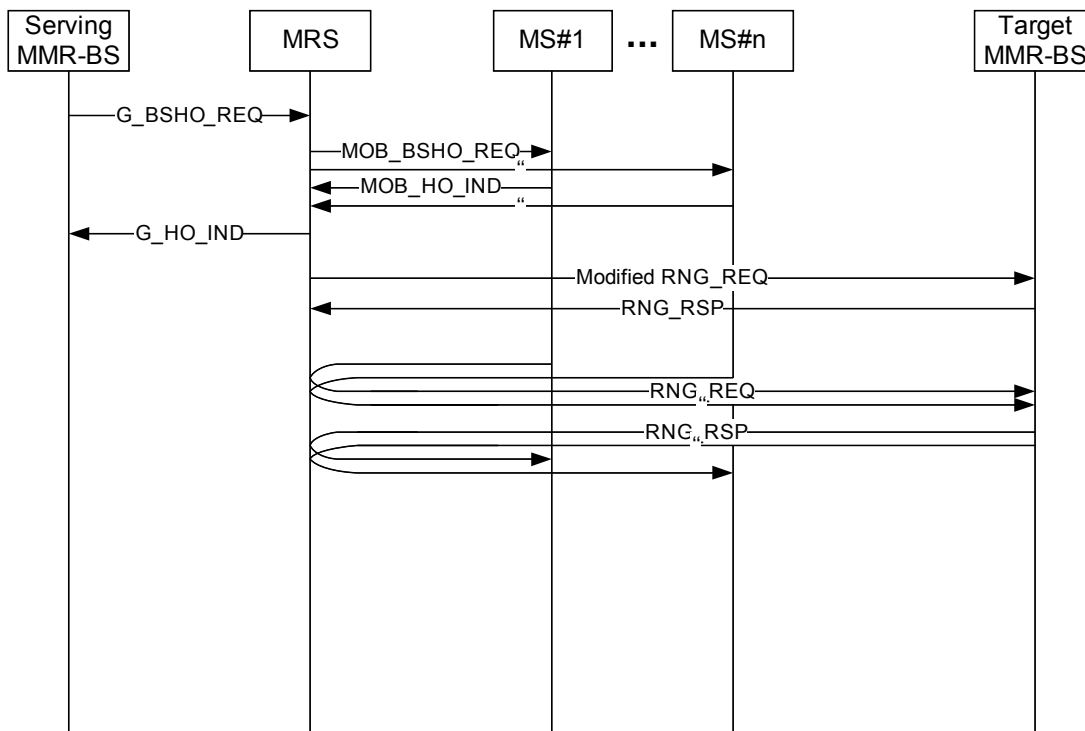 Serving
MMR-BS
MRS
MS#1
...
MS#n
Target
MMR-BS
G_BSHO_REQ
MOB_BSHO_REQ
“
MOB_HO_IND
“
G_HO_IND
Modified RNG_REQ
RNG_RSP
RNG_REQ
“
RNG_RSP
“